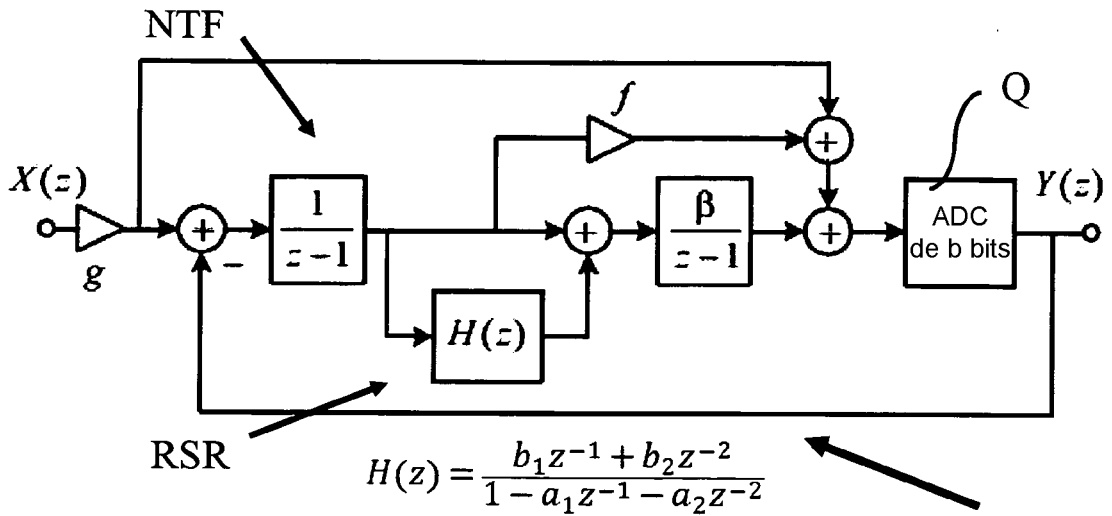 NTF
f
Q
X(z)
g
+
−
1
z−1
+
β
z−1
+
+
ADC
de b bits
Y(z)
H(z)
RSR
H(z) = b₁z⁻¹ + b₂z⁻² / 1 − a₁z⁻¹ − a₂z⁻²